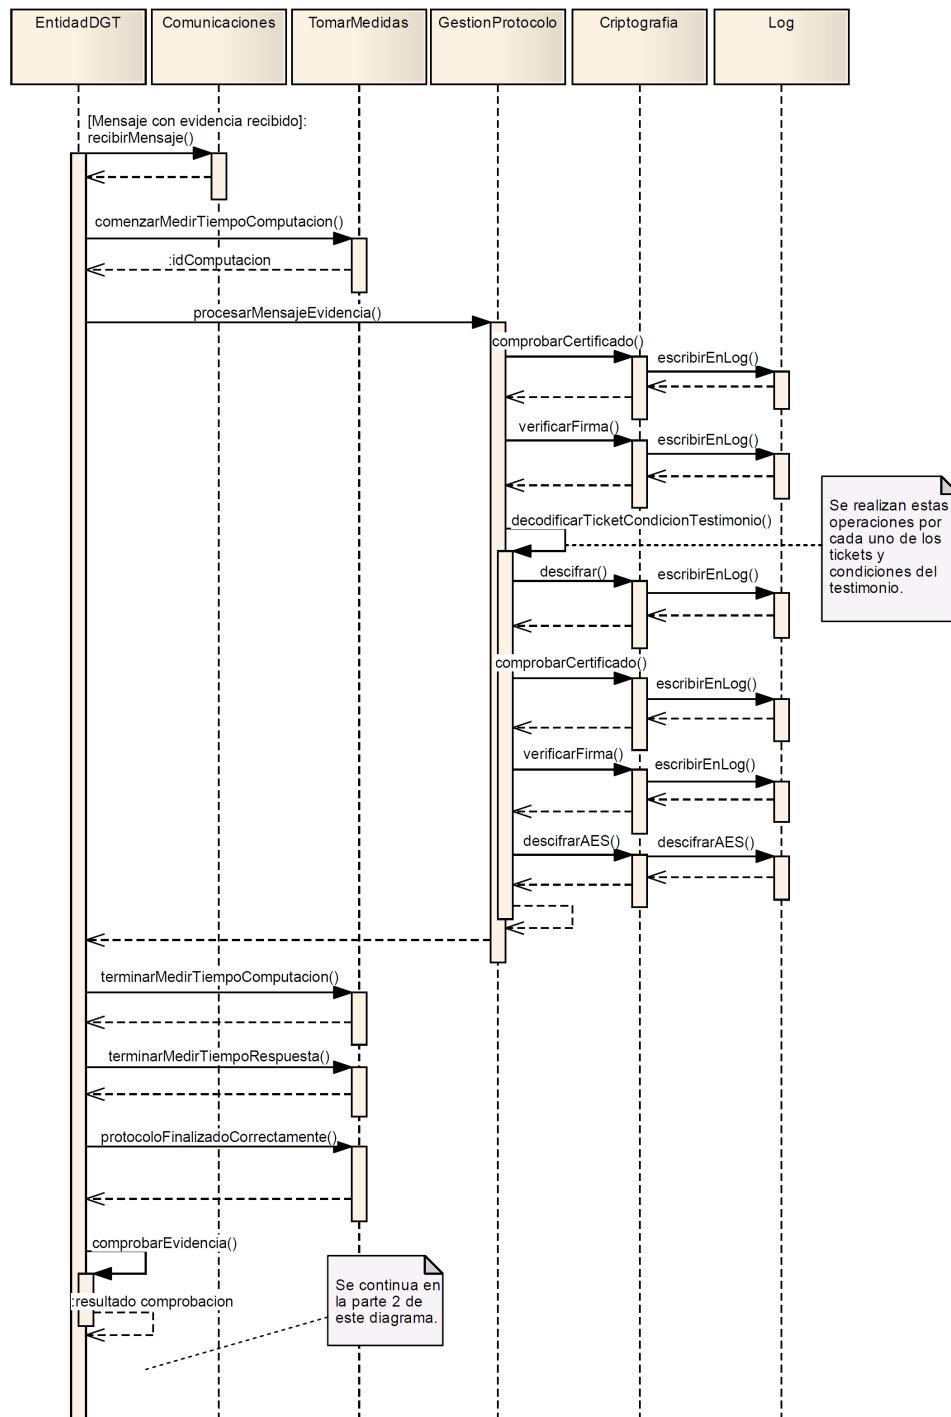 EntidadDGT
Comunicaciones
TomarMedidas
GestionProtocolo
Criptografia
Log
[Mensaje con evidencia recibido]:
recibirMensaje()
comenzarMedirTiempoComputacion()
:idComputacion
procesarMensajeEvidencia()
comprobarCertificado()
escribirEnLog()
verificarFirma()
escribirEnLog()
Se realizan estas
operaciones por
cada uno de los
tickets y
condiciones del
testimonio.
decodificarTicketCondicionTestimonio()
descifrar()
escribirEnLog()
comprobarCertificado()
escribirEnLog()
verificarFirma()
escribirEnLog()
descifrarAES()
descifrarAES()
terminarMedirTiempoComputacion()
terminarMedirTiempoRespuesta()
protocoloFinalizadoCorrectamente()
comprobarEvidencia()
:resultado comprobacion
Se continua en
la parte 2 de
este diagrama.